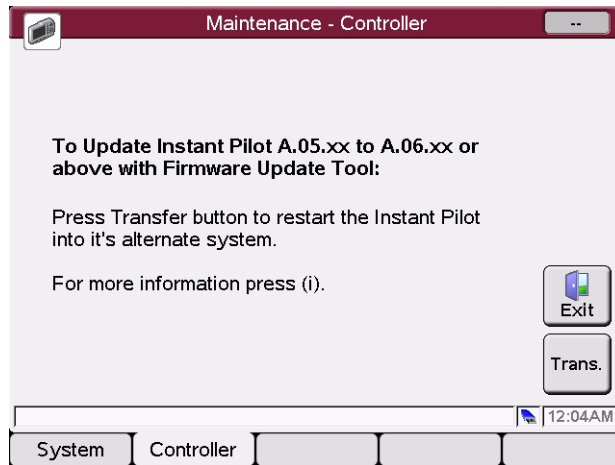 Maintenance - Controller
--
To Update Instant Pilot A.05.xx to A.06.xx or
above with Firmware Update Tool:
Press Transfer button to restart the Instant Pilot
into it's alternate system.
For more information press (i).
Exit
Trans.
12:04AM
System Controller